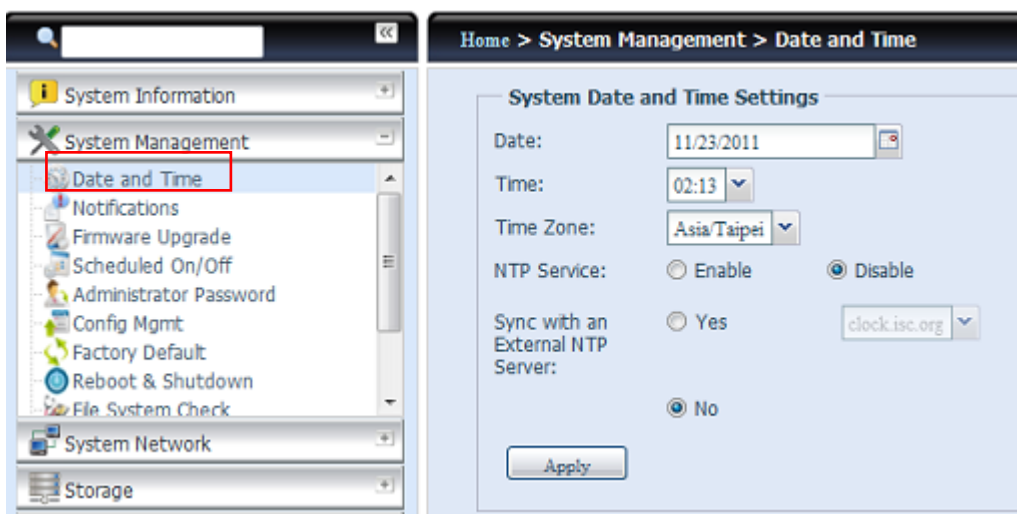 Home > System Management > Date and Time
System Information
System Management
Date and Time
Notifications
Firmware Upgrade
Scheduled On/Off
Administrator Password
Config Mgmt
Factory Default
Reboot & Shutdown
File System Check
System Network
Storage
System Date and Time Settings
Date: 11/23/2011
Time: 02:13
Time Zone: Asia/Taipei
NTP Service: Enable Disable
Sync with an Yes clock.isc.org
External NTP
Server:
No
Apply